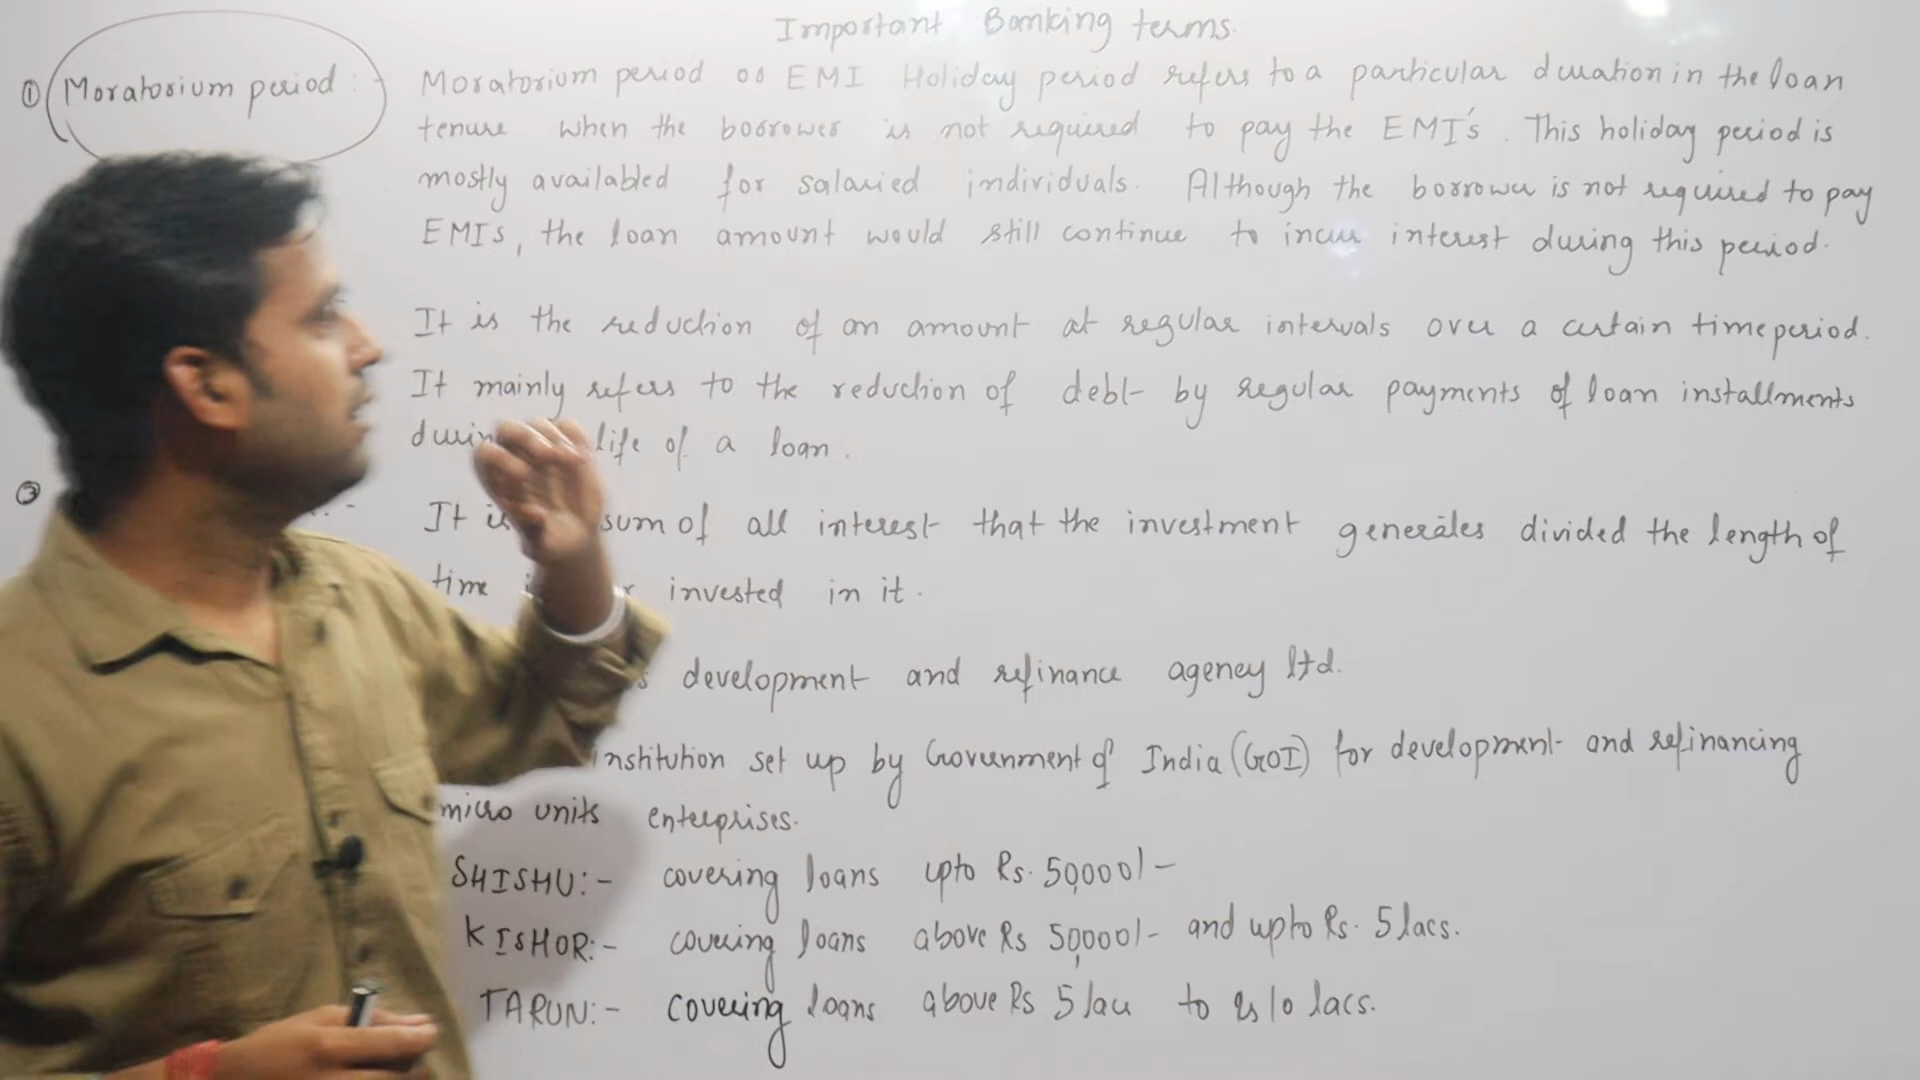 Important Banking terms.
① Moratorium period :- Moratorium period or EMI Holiday period refers to a particular duration in the loan
tenure when the borrower is not required to pay the EMI's. This holiday period is
mostly availabled for salaried individuals. Although the borrower is not required to pay
EMIs, the loan amount would still continue to incur interest during this period.
It is the reduction of an amount at regular intervals over a certain time period.
It mainly refers to the reduction of debt by regular payments of loan installments
life of a loan.
③ It sum of all interest that the investment generates divided the length of
time invested in it.
development and refinance agency ltd.
institution set up by Government of India (GOI) for development and refinancing
micro units enterprises.
SHISHU:- covering loans upto Rs. 50,000/-
KISHOR:- covering loans above Rs 50,000/- and upto Rs. 5 lacs.
TARUN:- covering loans above Rs 5 lac to Rs 10 lacs.